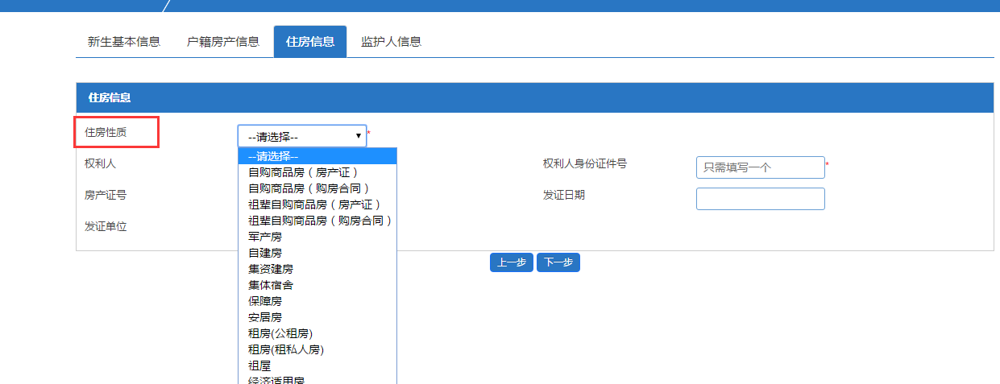 新生基本信息 户籍房产信息 住房信息 监护人信息
住房信息
住房性质 --请选择-- *
--请选择--
权利人 权利人身份证件号 只需填写一个 *
自购商品房（房产证）
自购商品房（购房合同）
房产证号 发证日期
祖辈自购商品房（房产证）
祖辈自购商品房（购房合同）
发证单位
军产房
自建房
上一步 下一步
集资建房
集体宿舍
保障房
安居房
租房(公租房)
租房(租私人房)
祖屋
经济适用房